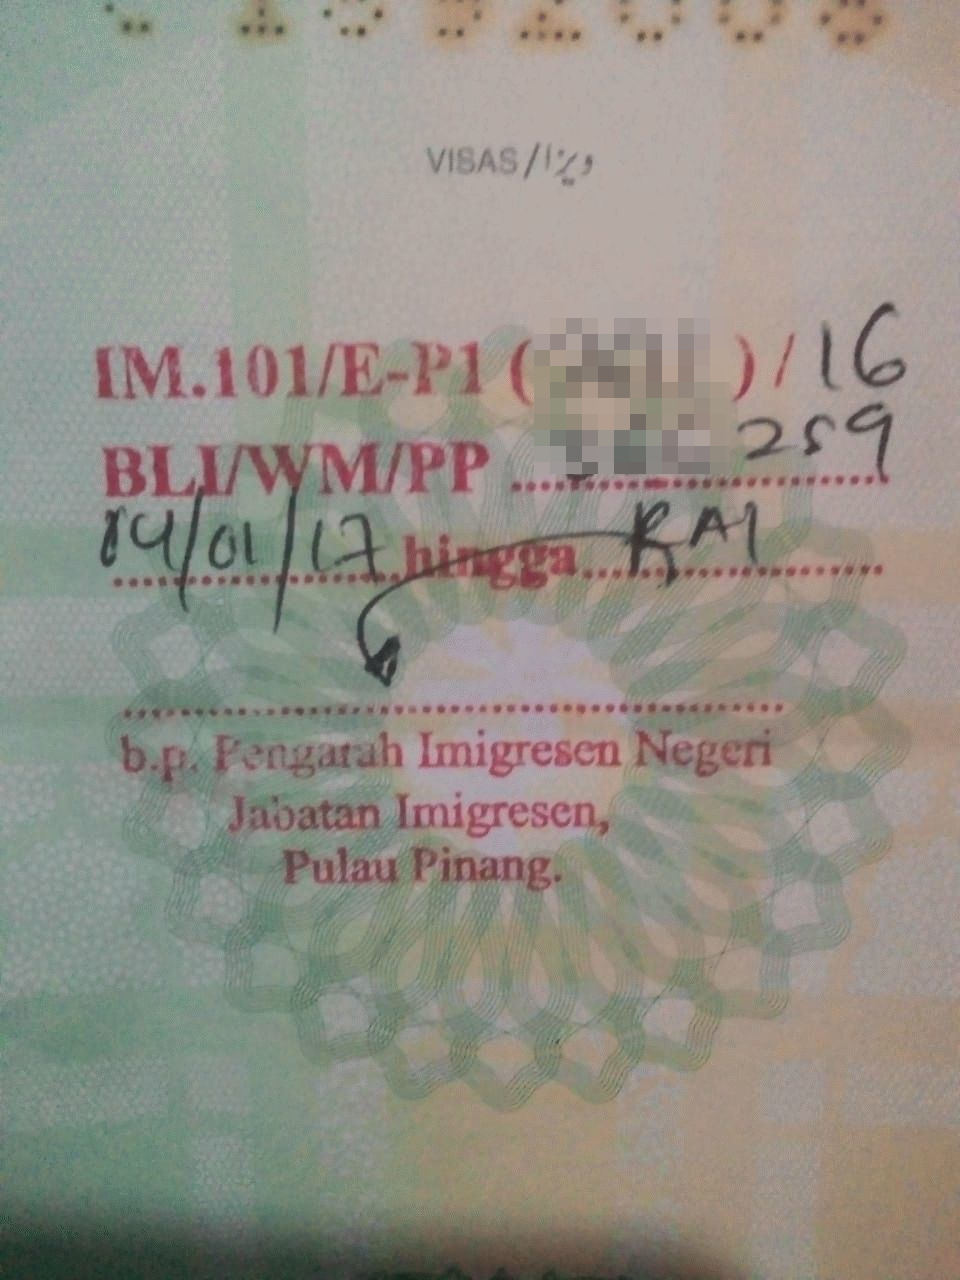 VISAS/ویزا
IM.101/E-P1 ( ) / 16
BLI/WM/PP 259
04/01/17 hingga
b.p. Pengarah Imigresen Negeri
Jabatan Imigresen,
Pulau Pinang.